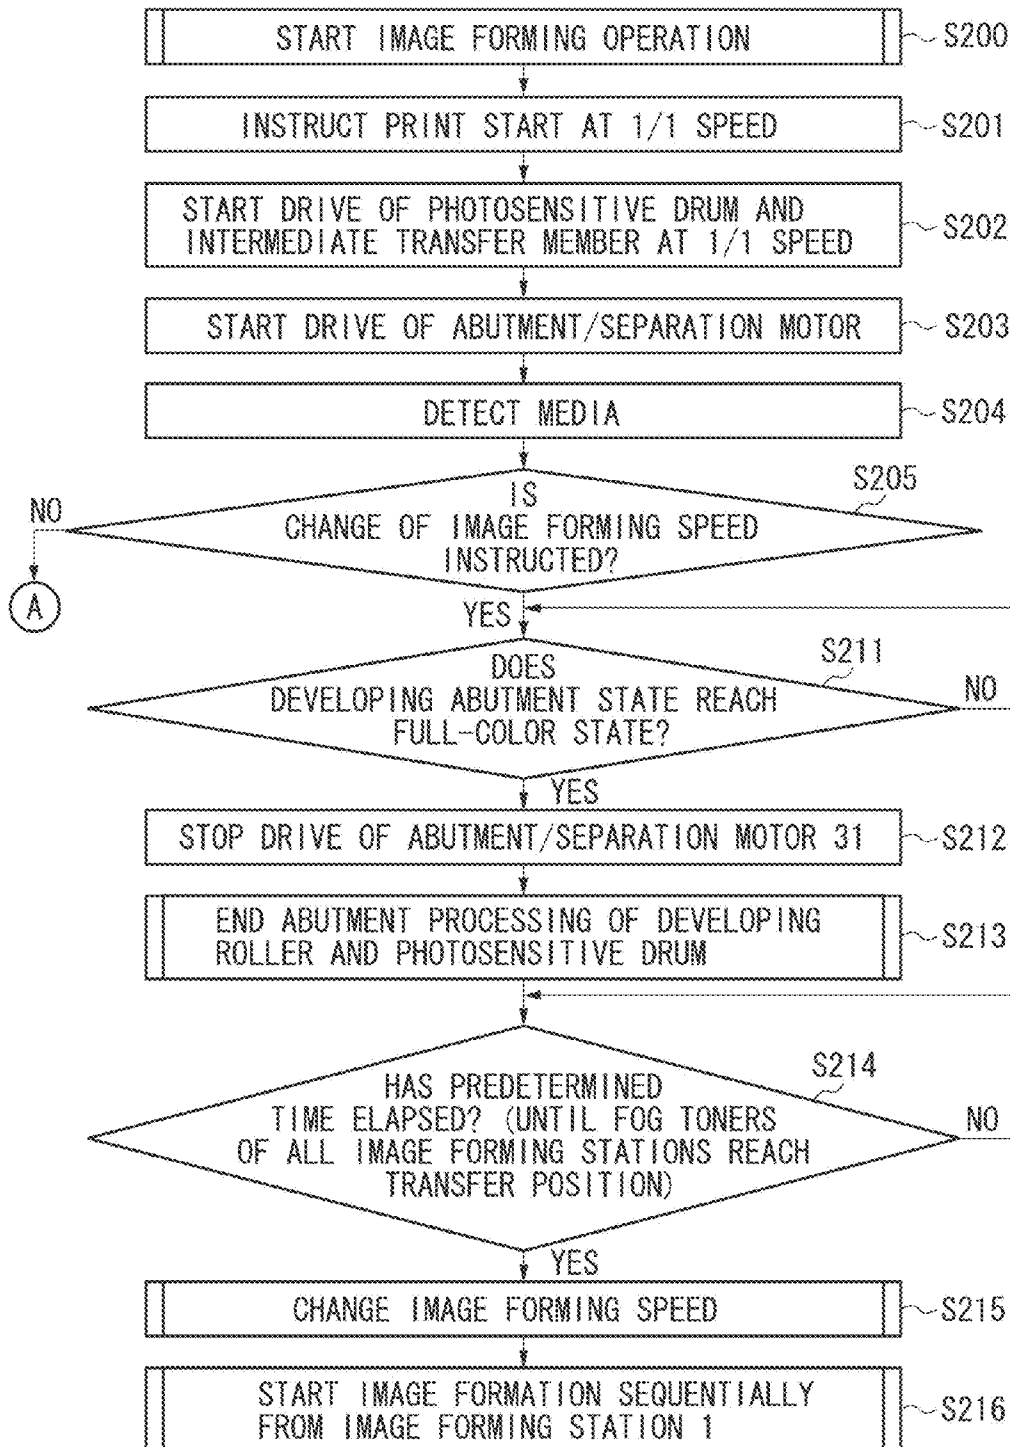 START IMAGE FORMING OPERATION
S200
INSTRUCT PRINT START AT 1/1 SPEED
S201
START DRIVE OF PHOTOSENSITIVE DRUM AND
INTERMEDIATE TRANSFER MEMBER AT 1/1 SPEED
S202
START DRIVE OF ABUTMENT/SEPARATION MOTOR
S203
DETECT MEDIA
S204
S205
IS
CHANGE OF IMAGE FORMING SPEED
INSTRUCTED?
NO
A
YES
S211
DOES
DEVELOPING ABUTMENT STATE REACH
FULL-COLOR STATE?
NO
YES
STOP DRIVE OF ABUTMENT/SEPARATION MOTOR 31
S212
END ABUTMENT PROCESSING OF DEVELOPING
ROLLER AND PHOTOSENSITIVE DRUM
S213
S214
HAS PREDETERMINED
TIME ELAPSED? (UNTIL FOG TONERS
OF ALL IMAGE FORMING STATIONS REACH
TRANSFER POSITION)
NO
YES
CHANGE IMAGE FORMING SPEED
S215
START IMAGE FORMATION SEQUENTIALLY
FROM IMAGE FORMING STATION 1
S216